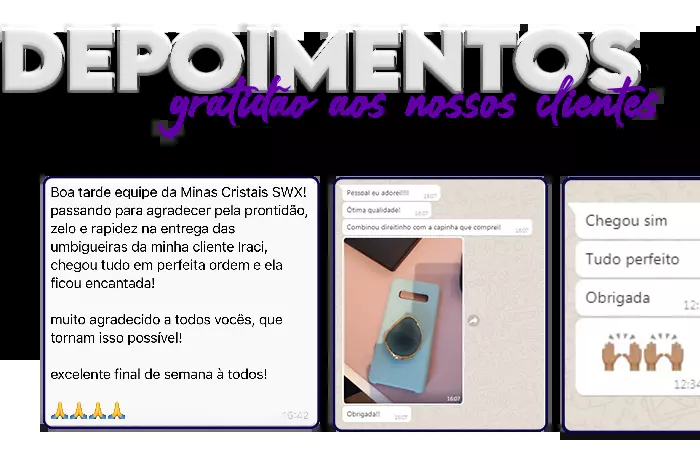 DEPOIMENTOS
gratidão aos nossos clientes
Boa tarde equipe da Minas Cristais SWX!
passando para agradecer pela prontidão,
zelo e rapidez na entrega das
umbigueiras da minha cliente Iraci,
chegou tudo em perfeita ordem e ela
ficou encantada!
muito agradecido a todos vocês, que
tornam isso possível!
excelente final de semana à todos!
16:42
Pessoal eu adorei!!!!!
16:07
Ótima qualidade!
16:07
Combinou direitinho com a capinha que comprei!
16:07
16:07
Obrigada!!
16:07
Chegou sim
Tudo perfeito
Obrigada
12:
12:34